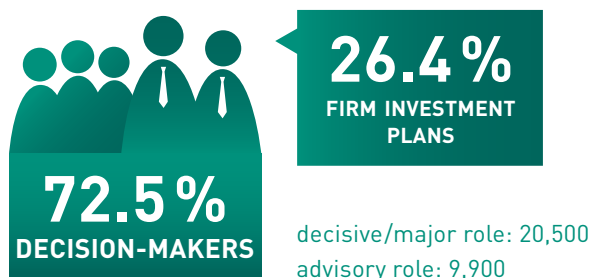 26.4 %
FIRM INVESTMENT
PLANS
72.5 %
DECISION-MAKERS
decisive/major role: 20,500
advisory role: 9,900